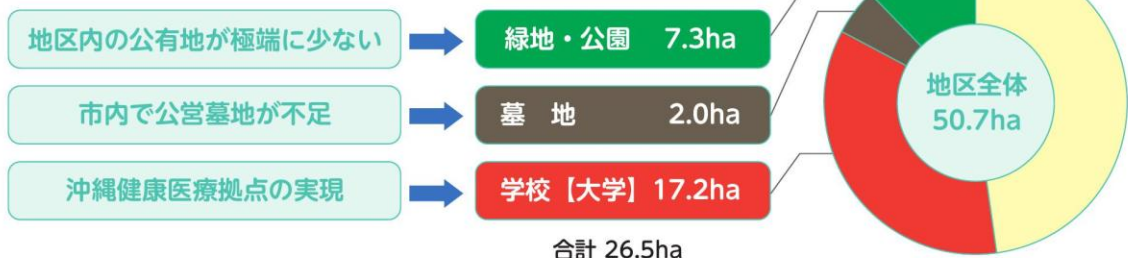 地区内の公有地が極端に少ない
緑地・公園 7.3ha
市内で公営墓地が不足
墓 地 2.0ha
沖縄健康医療拠点の実現
学校【大学】 17.2ha
合計 26.5ha
地区全体
50.7ha